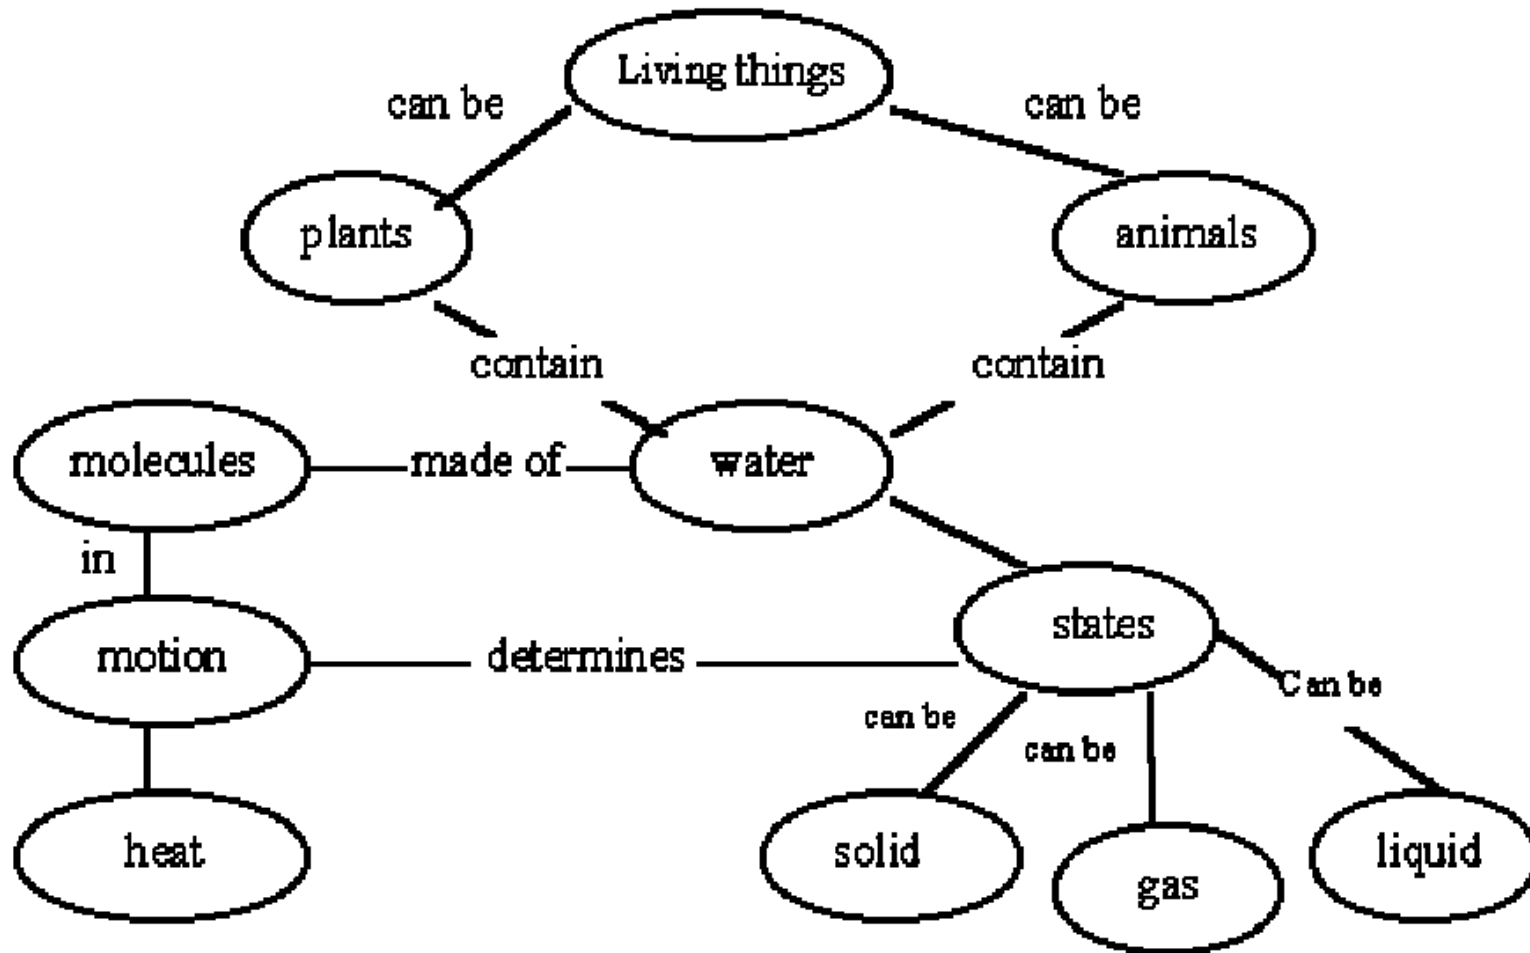 Living things
can be
can be
plants
animals
contain
contain
molecules
made of
water
in
states
motion
determines
Can be
can be
can be
heat
solid
gas
liquid